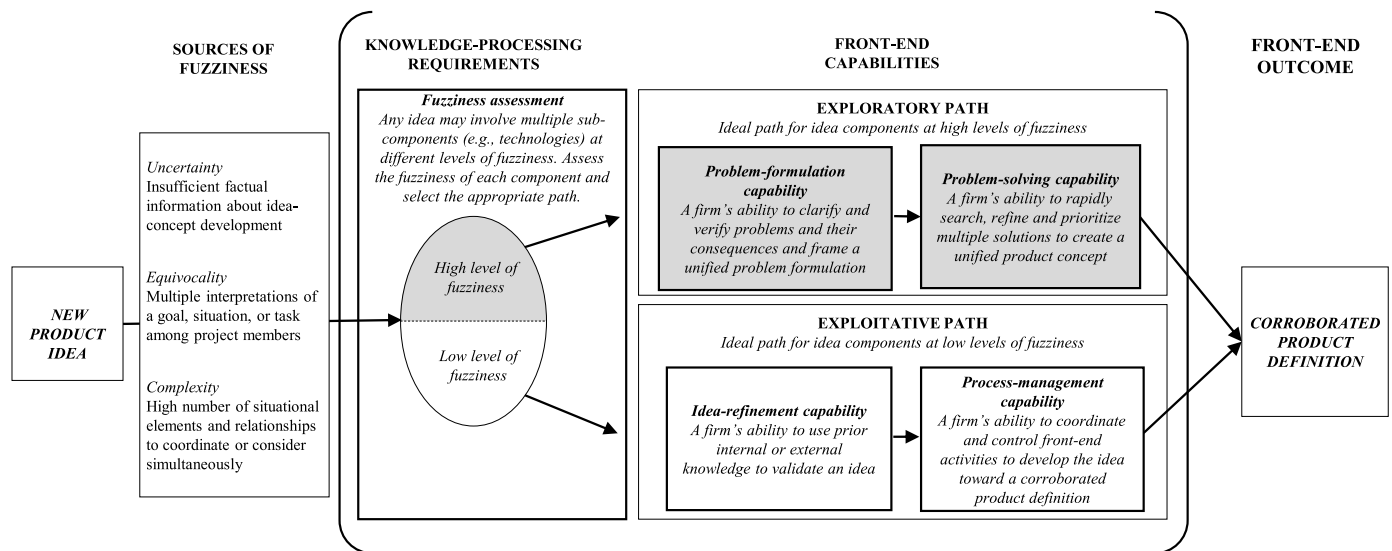 SOURCES OF
FUZZINESS
KNOWLEDGE-PROCESSING
REQUIREMENTS
FRONT-END
CAPABILITIES
FRONT-END
OUTCOME
NEW
PRODUCT
IDEA
Uncertainty
Insufficient factual
information about idea-
concept development
Equivocality
Multiple interpretations of
a goal, situation, or task
among project members
Complexity
High number of situational
elements and relationships
to coordinate or consider
simultaneously
Fuzziness assessment
Any idea may involve multiple sub-
components (e.g., technologies) at
different levels of fuzziness. Assess
the fuzziness of each component and
select the appropriate path.
High level of
fuzziness
Low level of
fuzziness
EXPLORATORY PATH
Ideal path for idea components at high levels of fuzziness
Problem-formulation
capability
A firm's ability to clarify and
verify problems and their
consequences and frame a
unified problem formulation
Problem-solving capability
A firm's ability to rapidly
search, refine and prioritize
multiple solutions to create a
unified product concept
EXPLOITATIVE PATH
Ideal path for idea components at low levels of fuzziness
Idea-refinement capability
A firm's ability to use prior
internal or external
knowledge to validate an idea
Process-management
capability
A firm's ability to coordinate
and control front-end
activities to develop the idea
toward a corroborated
product definition
CORROBORATED
PRODUCT
DEFINITION